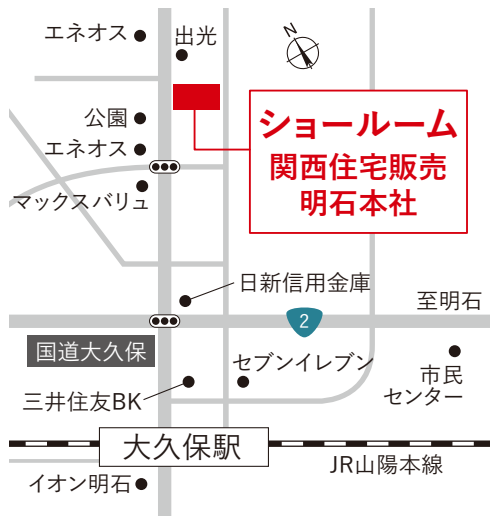 エネオス
出光
N
公園
エネオス
マックスバリュ
ショールーム
関西住宅販売
明石本社
日新信用金庫
至明石
2
国道大久保
セブンイレブン
三井住友BK
市民
センター
大久保駅
JR山陽本線
イオン明石